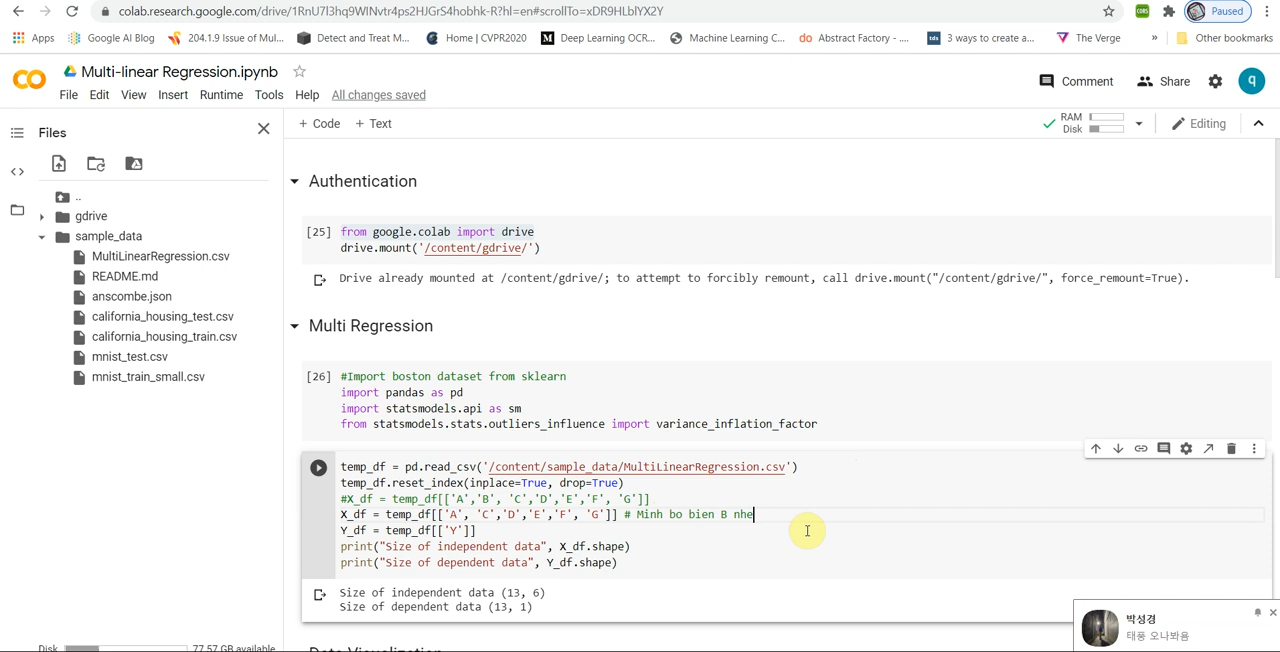 colab.research.google.com/drive/1RnU7l3hq9WINvtr4ps2HJGrS4hobhk-R?hl=en#scrollTo=xDR9HLblYX2Y
Paused
Apps
Google AI Blog
204.1.9 Issue of Mul...
Detect and Treat M...
Home | CVPR2020
Deep Learning OCR...
Machine Learning C...
Abstract Factory - ....
3 ways to create a...
The Verge
»
Other bookmarks
Multi-linear Regression.ipynb
File Edit View Insert Runtime Tools Help All changes saved
Comment
Share
q
Files
+ Code + Text
RAM
Disk
Editing
..
gdrive
sample_data
MultiLinearRegression.csv
README.md
anscombe.json
california_housing_test.csv
california_housing_train.csv
mnist_test.csv
mnist_train_small.csv
Disk 77.57 GB available
Authentication
[25] from google.colab import drive
drive.mount('/content/gdrive/')
Drive already mounted at /content/gdrive/; to attempt to forcibly remount, call drive.mount("/content/gdrive/", force_remount=True).
Multi Regression
[26] #Import boston dataset from sklearn
import pandas as pd
import statsmodels.api as sm
from statsmodels.stats.outliers_influence import variance_inflation_factor
temp_df = pd.read_csv('/content/sample_data/MultiLinearRegression.csv')
temp_df.reset_index(inplace=True, drop=True)
#X_df = temp_df[['A','B', 'C','D','E','F', 'G']]
X_df = temp_df[['A', 'C','D','E','F', 'G']] # Minh bo bien B nhe
Y_df = temp_df[['Y']]
print("Size of independent data", X_df.shape)
print("Size of dependent data", Y_df.shape)
Size of independent data (13, 6)
Size of dependent data (13, 1)
Data Visualization
박성경
태풍 오나봐용